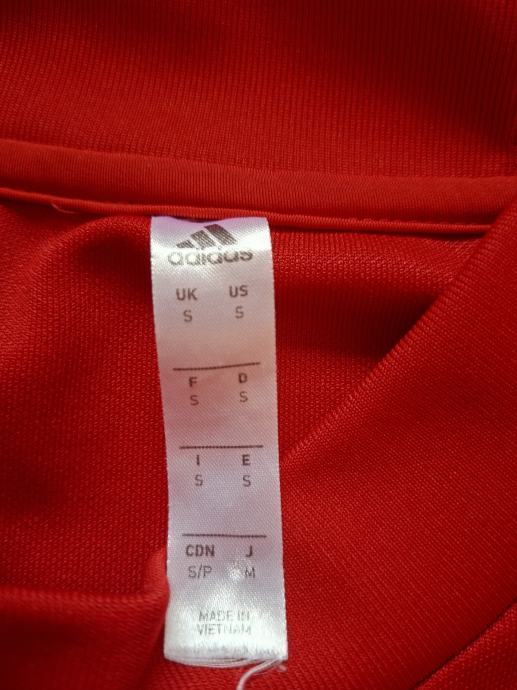 adidas
UK US
S S
F D
S S
I E
S S
CDN J
S/P M
MADE IN
VIETNAM